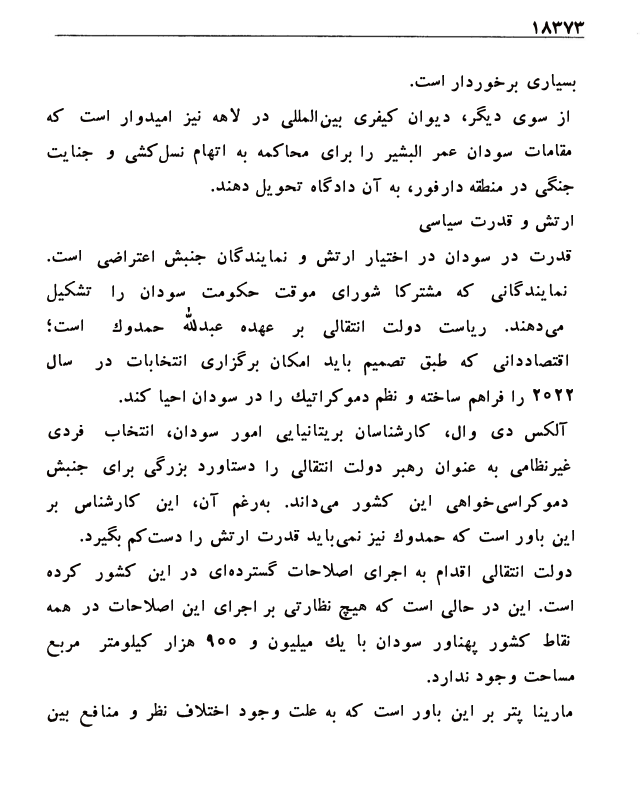 ۱۸۳۷۳
بسیاری برخوردار است.
از سوی دیگر، دیوان کیفری بین‌المللی در لاهه نیز امیدوار است که
مقامات سودان عمر البشیر را برای محاکمه به اتهام نسل‌کشی و جنایت
جنگی در منطقه دارفور، به آن دادگاه تحویل دهند.
ارتش و قدرت سیاسی
قدرت در سودان در اختیار ارتش و نمایندگان جنبش اعتراضی است.
نمایندگانی که مشترکا شورای موقت حکومت سودان را تشکیل
می‌دهند. ریاست دولت انتقالی بر عهده عبدالله حمدوك است؛
اقتصاددانی که طبق تصمیم باید امکان برگزاری انتخابات در سال
۲۰۲۲ را فراهم ساخته و نظم دموکراتیك را در سودان احیا کند.
آلکس دی وال، کارشناسان بریتانیایی امور سودان، انتخاب فردی
غیرنظامی به عنوان رهبر دولت انتقالی را دستاورد بزرگی برای جنبش
دموکراسی‌خواهی این کشور می‌داند. به‌رغم آن، این کارشناس بر
این باور است که حمدوك نیز نمی‌باید قدرت ارتش را دست‌کم بگیرد.
دولت انتقالی اقدام به اجرای اصلاحات گسترده‌ای در این کشور کرده
است. این در حالی است که هیچ نظارتی بر اجرای این اصلاحات در همه
نقاط کشور پهناور سودان با یك میلیون و ۹۰۰ هزار کیلومتر مربع
مساحت وجود ندارد.
مارینا پتر بر این باور است که به علت وجود اختلاف نظر و منافع بین